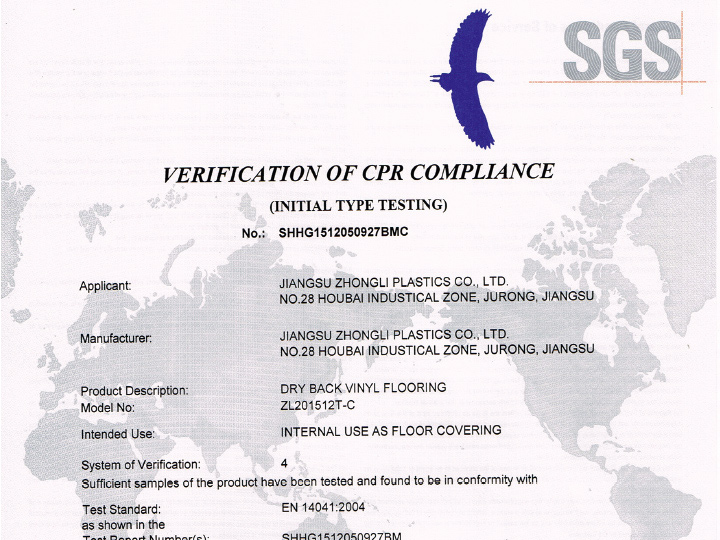 SGS
VERIFICATION OF CPR COMPLIANCE
(INITIAL TYPE TESTING)
No.: SHHG1512050927BMC
Applicant: JIANGSU ZHONGLI PLASTICS CO., LTD.
NO.28 HOUBAI INDUSTICAL ZONE, JURONG, JIANGSU
Manufacturer: JIANGSU ZHONGLI PLASTICS CO., LTD.
NO.28 HOUBAI INDUSTICAL ZONE, JURONG, JIANGSU
Product Description: DRY BACK VINYL FLOORING
Model No: ZL201512T-C
Intended Use: INTERNAL USE AS FLOOR COVERING
System of Verification: 4
Sufficient samples of the product have been tested and found to be in conformity with
Test Standard: EN 14041:2004
as shown in the
Test Report Number(s): SHHG1512050927BM